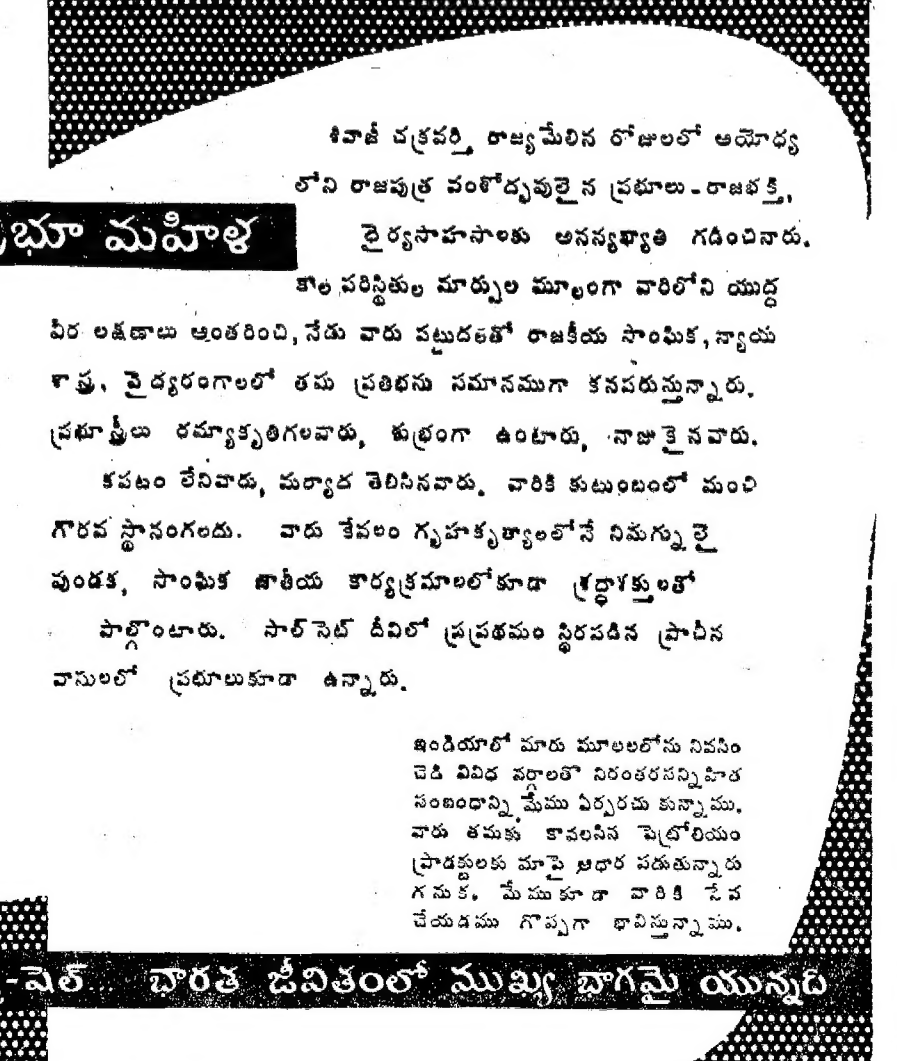 శివాజీ చక్రవర్తి రాజ్యమేలిన రోజులలో అయోధ్య
లోని రాజపుత్ర వంశోద్భవులైన ప్రభూలు - రాజభక్తి,
భూ మహిళ
ధైర్యసాహసాలకు అనన్యఖ్యాతి గడించినారు.
కాల పరిస్థితుల మార్పుల మూలంగా వారిలోని యుద్ధ
వీర లక్షణాలు అంతరించి, నేడు వారు పట్టుదలతో రాజకీయ సాంఘిక, న్యాయ
శాస్త్ర, వైద్యరంగాలలో తమ ప్రతిభను సమానముగా కనపరుస్తున్నారు.
ప్రభూస్త్రీలు రమ్యాకృతిగలవారు, శుభ్రంగా ఉంటారు, నాజుకైనవారు.
కపటం లేనివారు, మర్యాద తెలిసినవారు. వారికి కుటుంబంలో మంచి
గౌరవ స్థానంగలదు. వారు కేవలం గృహకృత్యాలలోనే నిమగ్నులై
వుండక, సాంఘిక జాతీయ కార్యక్రమాలలోకూడా శ్రద్ధాశక్తులతో
పాల్గొంటారు. సాల్‌సెట్ దీవిలో ప్రప్రథమం స్థిరపడిన ప్రాచీన
వాసులలో ప్రభూలుకూడా ఉన్నారు.
ఇండియాలో మారు మూలలలోను నివసిం
చెడి వివిధ వర్గాలతో నిరంతరసన్నిహిత
సంబంధాన్ని మేము ఏర్పరచు కున్నాము.
వారు తమకు కావలసిన పెట్రోలియం
ప్రొడక్టులకు మాపై ఆధార పడుతున్నారు
గనుక. మేముకూడా వారికి సేవ
చేయడము గొప్పగా భావిస్తున్నాము.
-షెల్... భారత జీవితంలో ముఖ్య బాగమై యున్నది